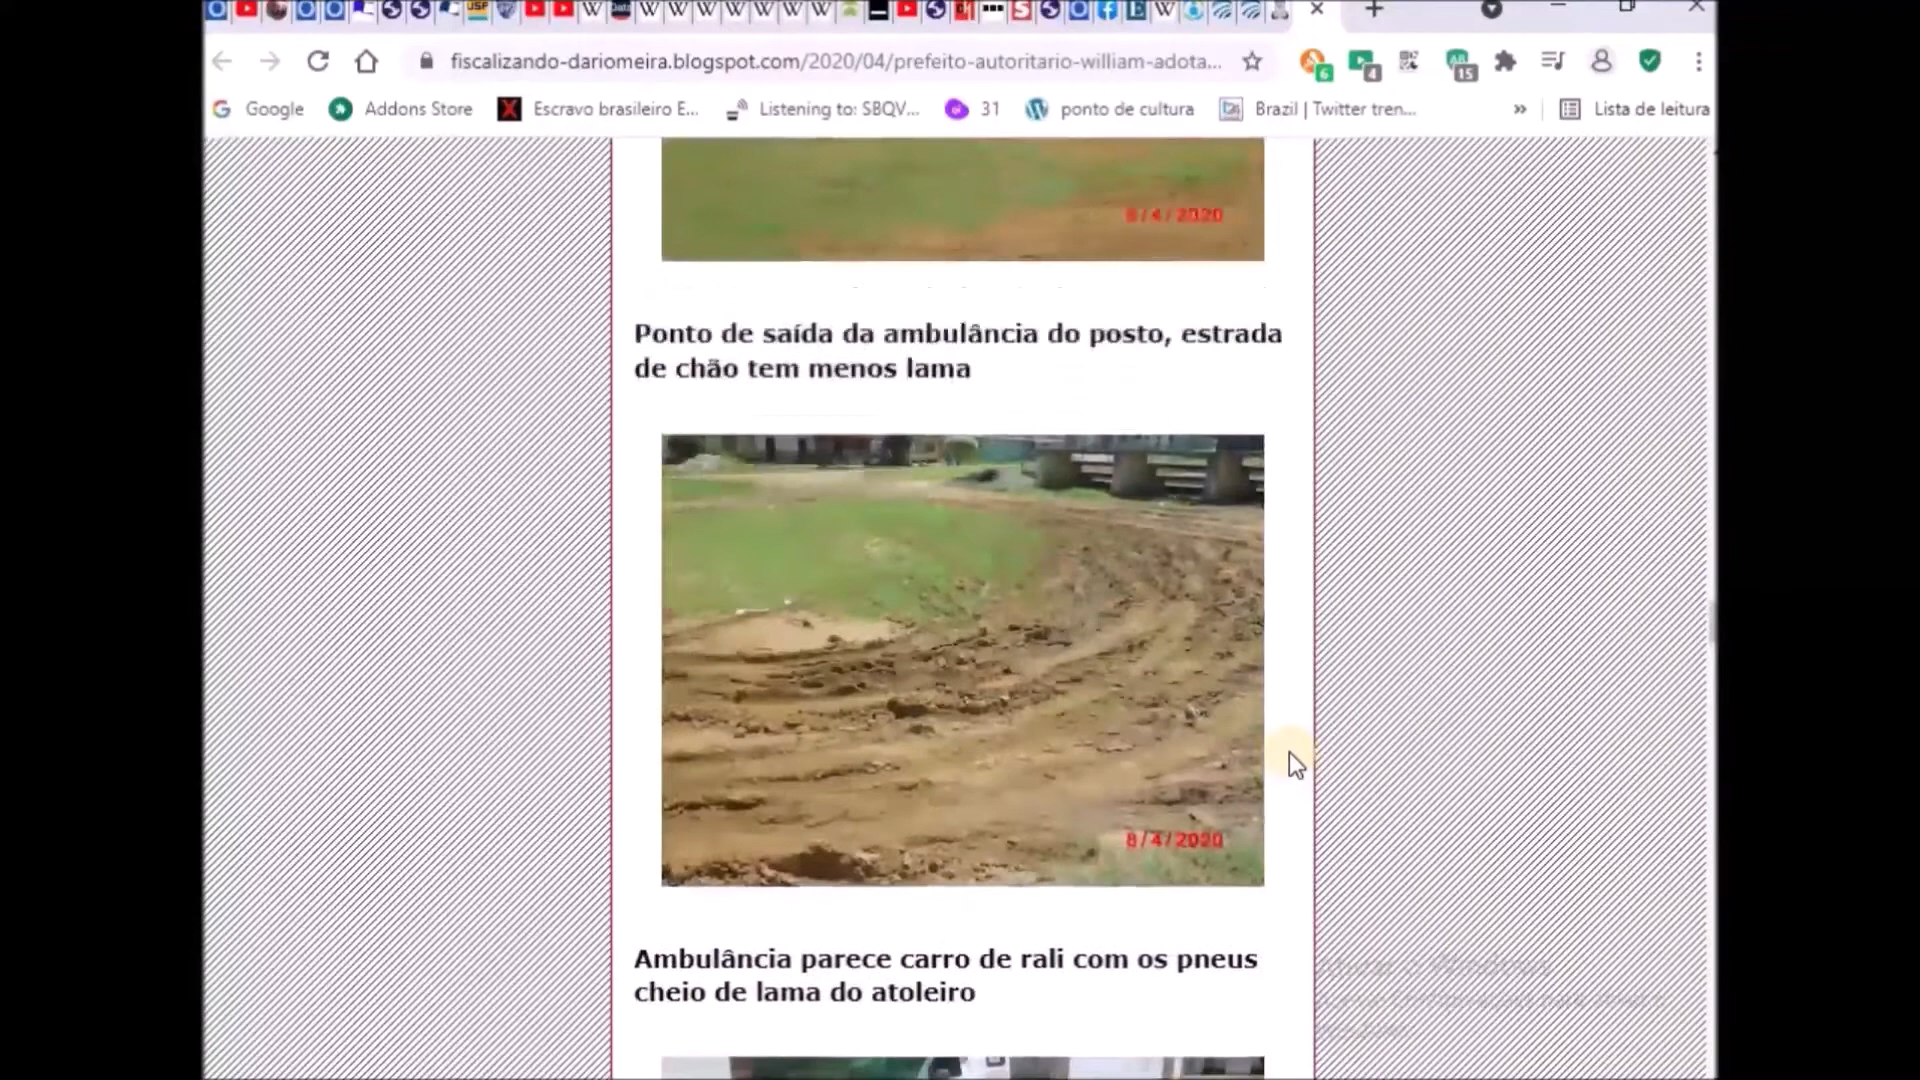 fiscalizando-dariomeira.blogspot.com/2020/04/prefeito-autoritario-william-adota...
6
4
15
Google
Addons Store
Escravo brasileiro E...
Listening to: SBQV...
31
ponto de cultura
Brazil | Twitter tren...
»
Lista de leitura
8/4/2020
Ponto de saída da ambulância do posto, estrada
de chão tem menos lama
8/4/2020
Ambulância parece carro de rali com os pneus
cheio de lama do atoleiro